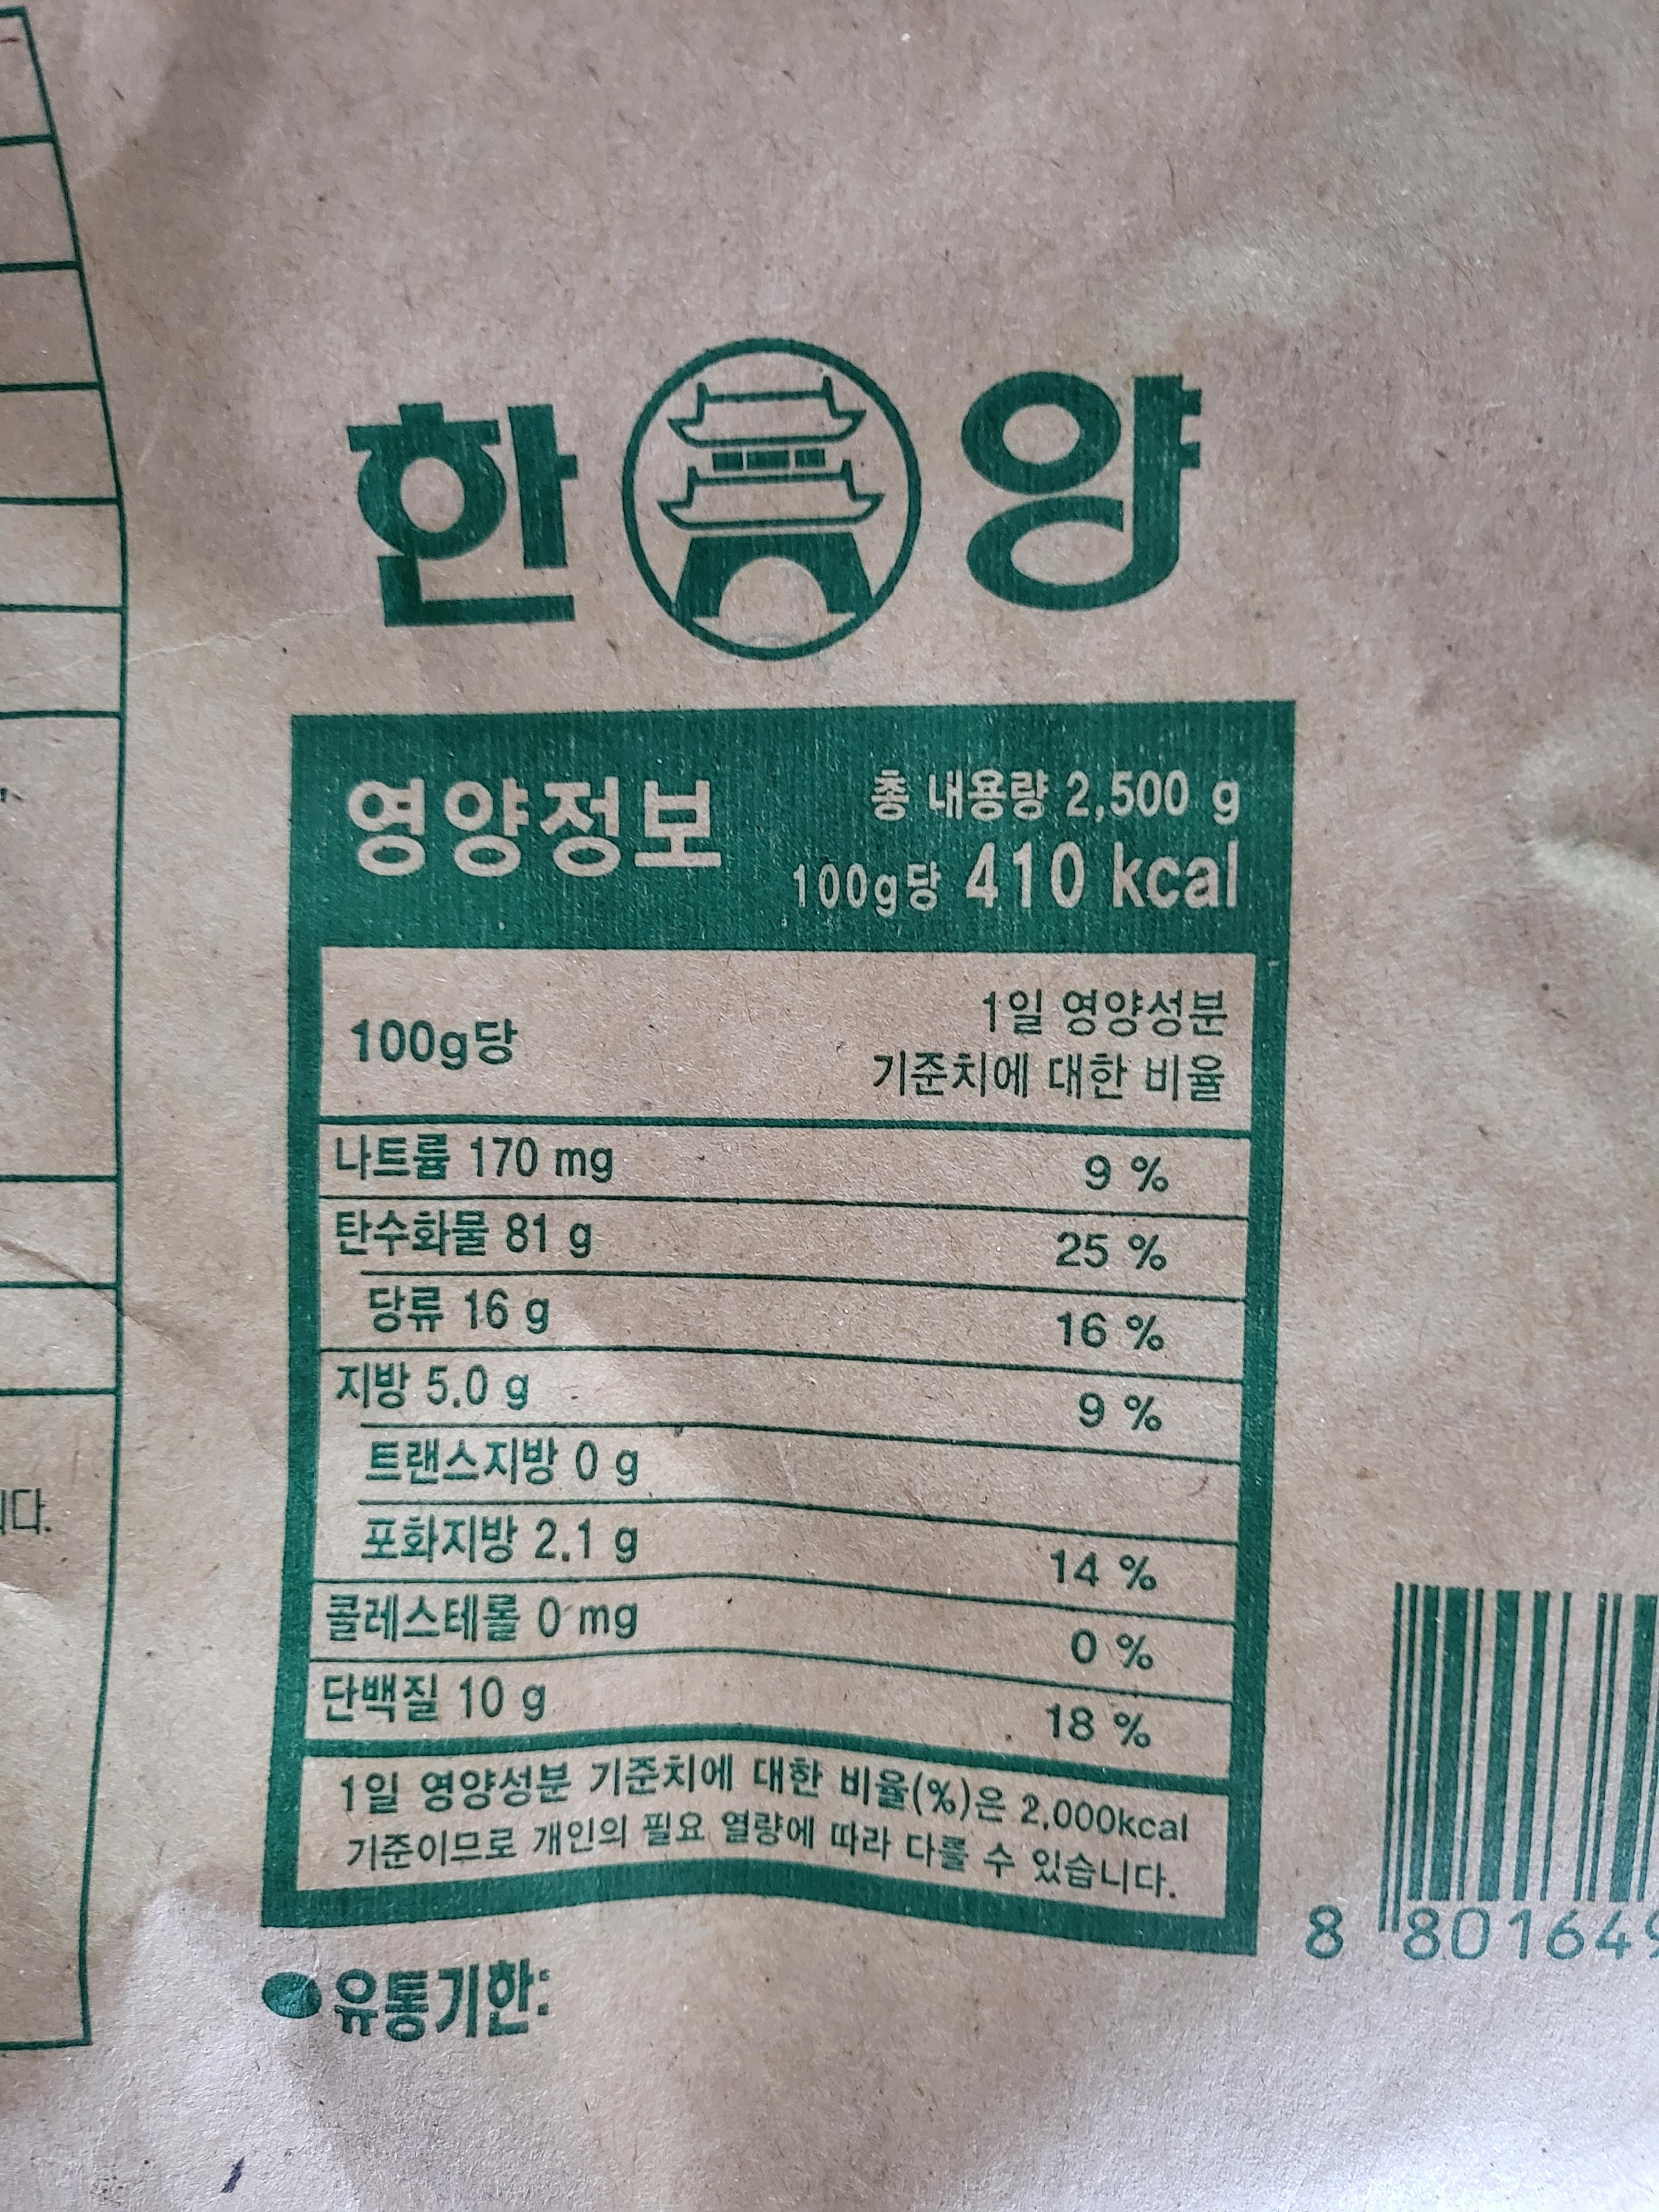 한양
영양정보
총 내용량 2,500 g
100g당 410 kcal
100g당
1일 영양성분
기준치에 대한 비율
나트륨 170 mg 9 %
탄수화물 81 g 25 %
당류 16 g 16 %
지방 5.0 g 9 %
트랜스지방 0 g
포화지방 2.1 g 14 %
콜레스테롤 0 mg 0 %
단백질 10 g 18 %
1일 영양성분 기준치에 대한 비율(%)은 2,000kcal
기준이므로 개인의 필요 열량에 따라 다를 수 있습니다.
●유통기한:
8 801649